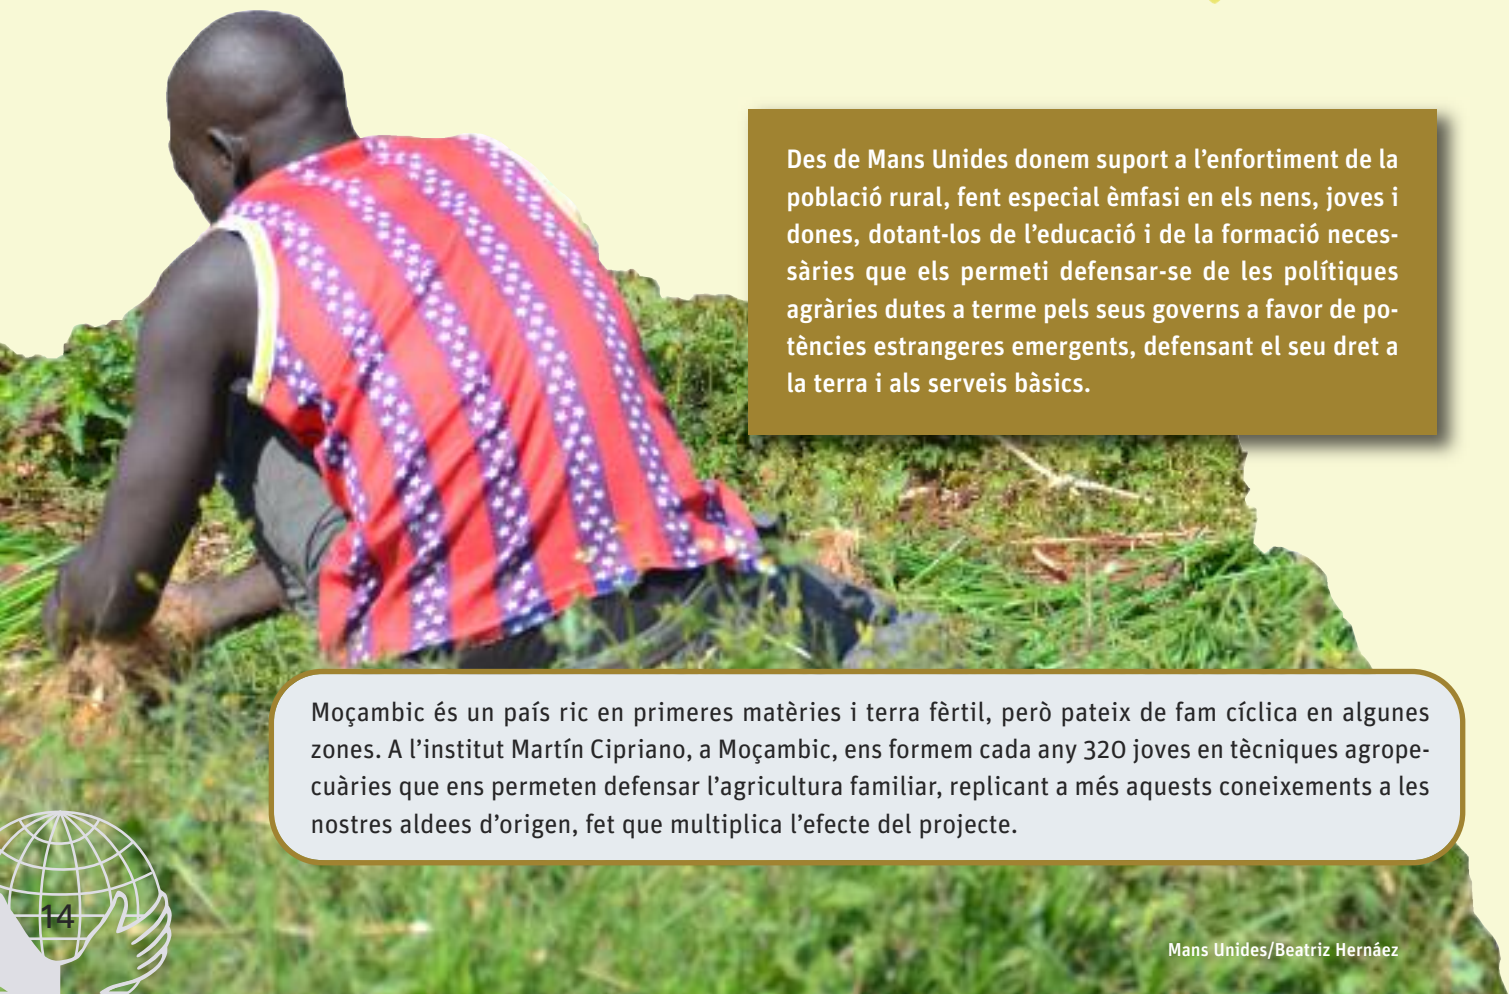 Des de Mans Unides donem suport a l’enfortiment de la
població rural, fent especial èmfasi en els nens, joves i
dones, dotant-los de l’educació i de la formació neces-
sàries que els permeti defensar-se de les polítiques
agràries dutes a terme pels seus governs a favor de po-
tències estrangeres emergents, defensant el seu dret a
la terra i als serveis bàsics.
Moçambic és un país ric en primeres matèries i terra fèrtil, però pateix de fam cíclica en algunes
zones. A l’institut Martín Cipriano, a Moçambic, ens formem cada any 320 joves en tècniques agrope-
cuàries que ens permeten defensar l’agricultura familiar, replicant a més aquests coneixements a les
nostres aldees d’origen, fet que multiplica l’efecte del projecte.
14
Mans Unides/Beatriz Hernáez